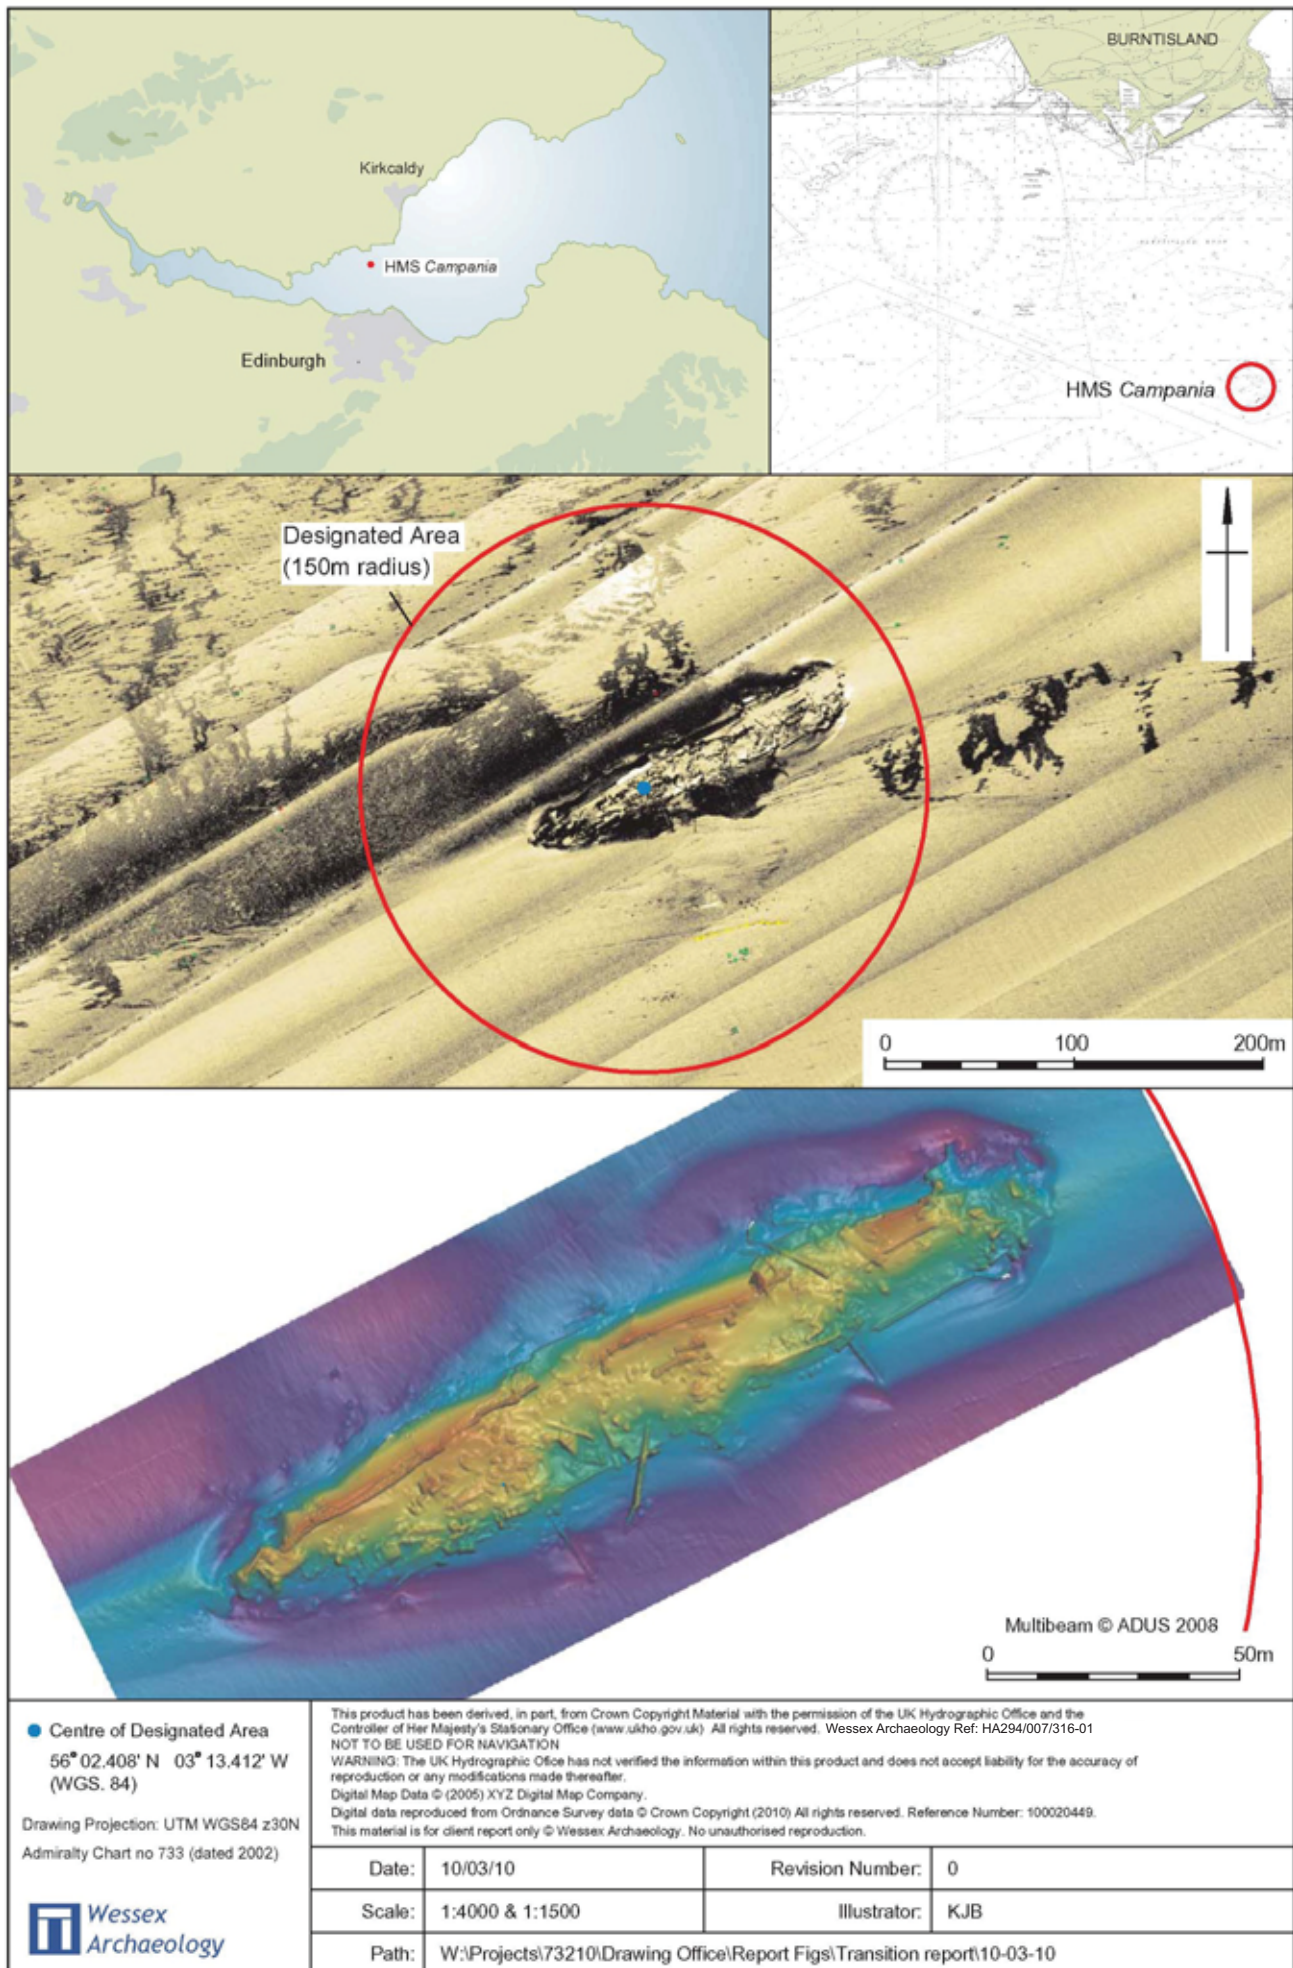 Kirkcaldy
HMS Campania
Edinburgh
BURNTISLAND
HMS Campania
Designated Area
(150m radius)
0 100 200m
Multibeam © ADUS 2008
0 50m
Centre of Designated Area
56° 02.408' N 03° 13.412' W
(WGS. 84)
Drawing Projection: UTM WGS84 z30N
Admiralty Chart no 733 (dated 2002)
Wessex
Archaeology
This product has been derived, in part, from Crown Copyright Material with the permission of the UK Hydrographic Office and the
Controller of Her Majesty's Stationary Office (www.ukho.gov.uk) All rights reserved. Wessex Archaeology Ref: HA294/007/316-01
NOT TO BE USED FOR NAVIGATION
WARNING: The UK Hydrographic Ofice has not verified the information within this product and does not accept liability for the accuracy of
reproduction or any modifications made thereafter.
Digital Map Data © (2005) XYZ Digital Map Company.
Digital data reproduced from Ordnance Survey data © Crown Copyright (2010) All rights reserved. Reference Number: 100020449.
This material is for client report only © Wessex Archaeology. No unauthorised reproduction.
Date: 10/03/10 Revision Number: 0
Scale: 1:4000 & 1:1500 Illustrator: KJB
Path: W:\Projects\73210\Drawing Office\Report Figs\Transition report\10-03-10